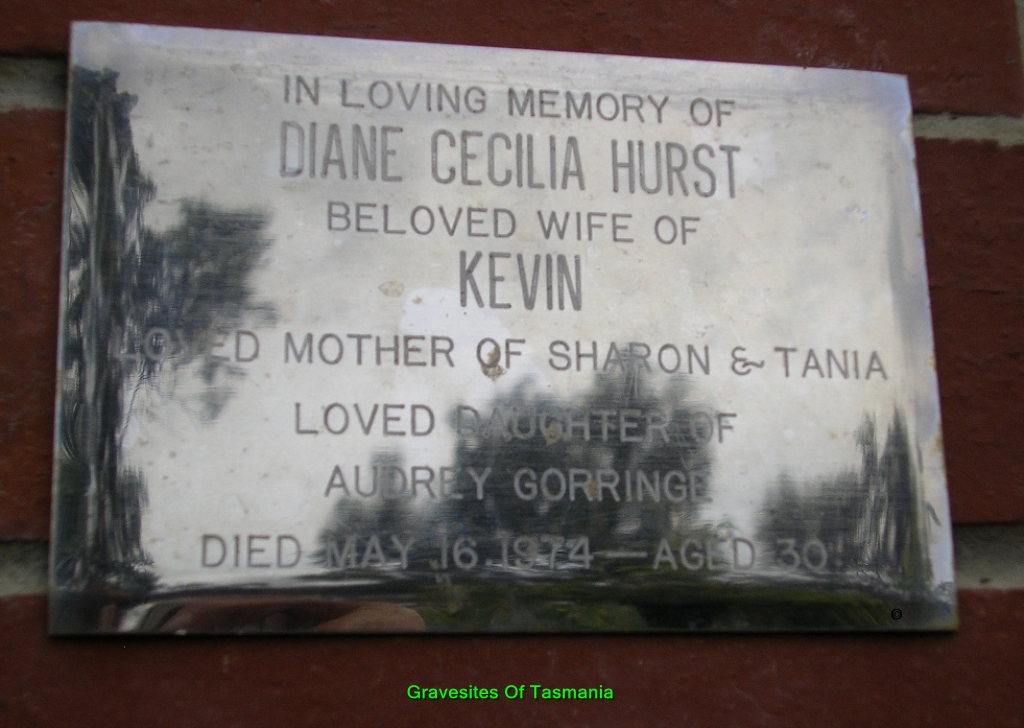 IN LOVING MEMORY OF
DIANE CECILIA HURST
BELOVED WIFE OF
KEVIN
LOVED MOTHER OF SHARON & TANIA
LOVED DAUGHTER OF
AUDREY GORRINGE
DIED MAY 16 1974 — AGED 30
Gravesites Of Tasmania